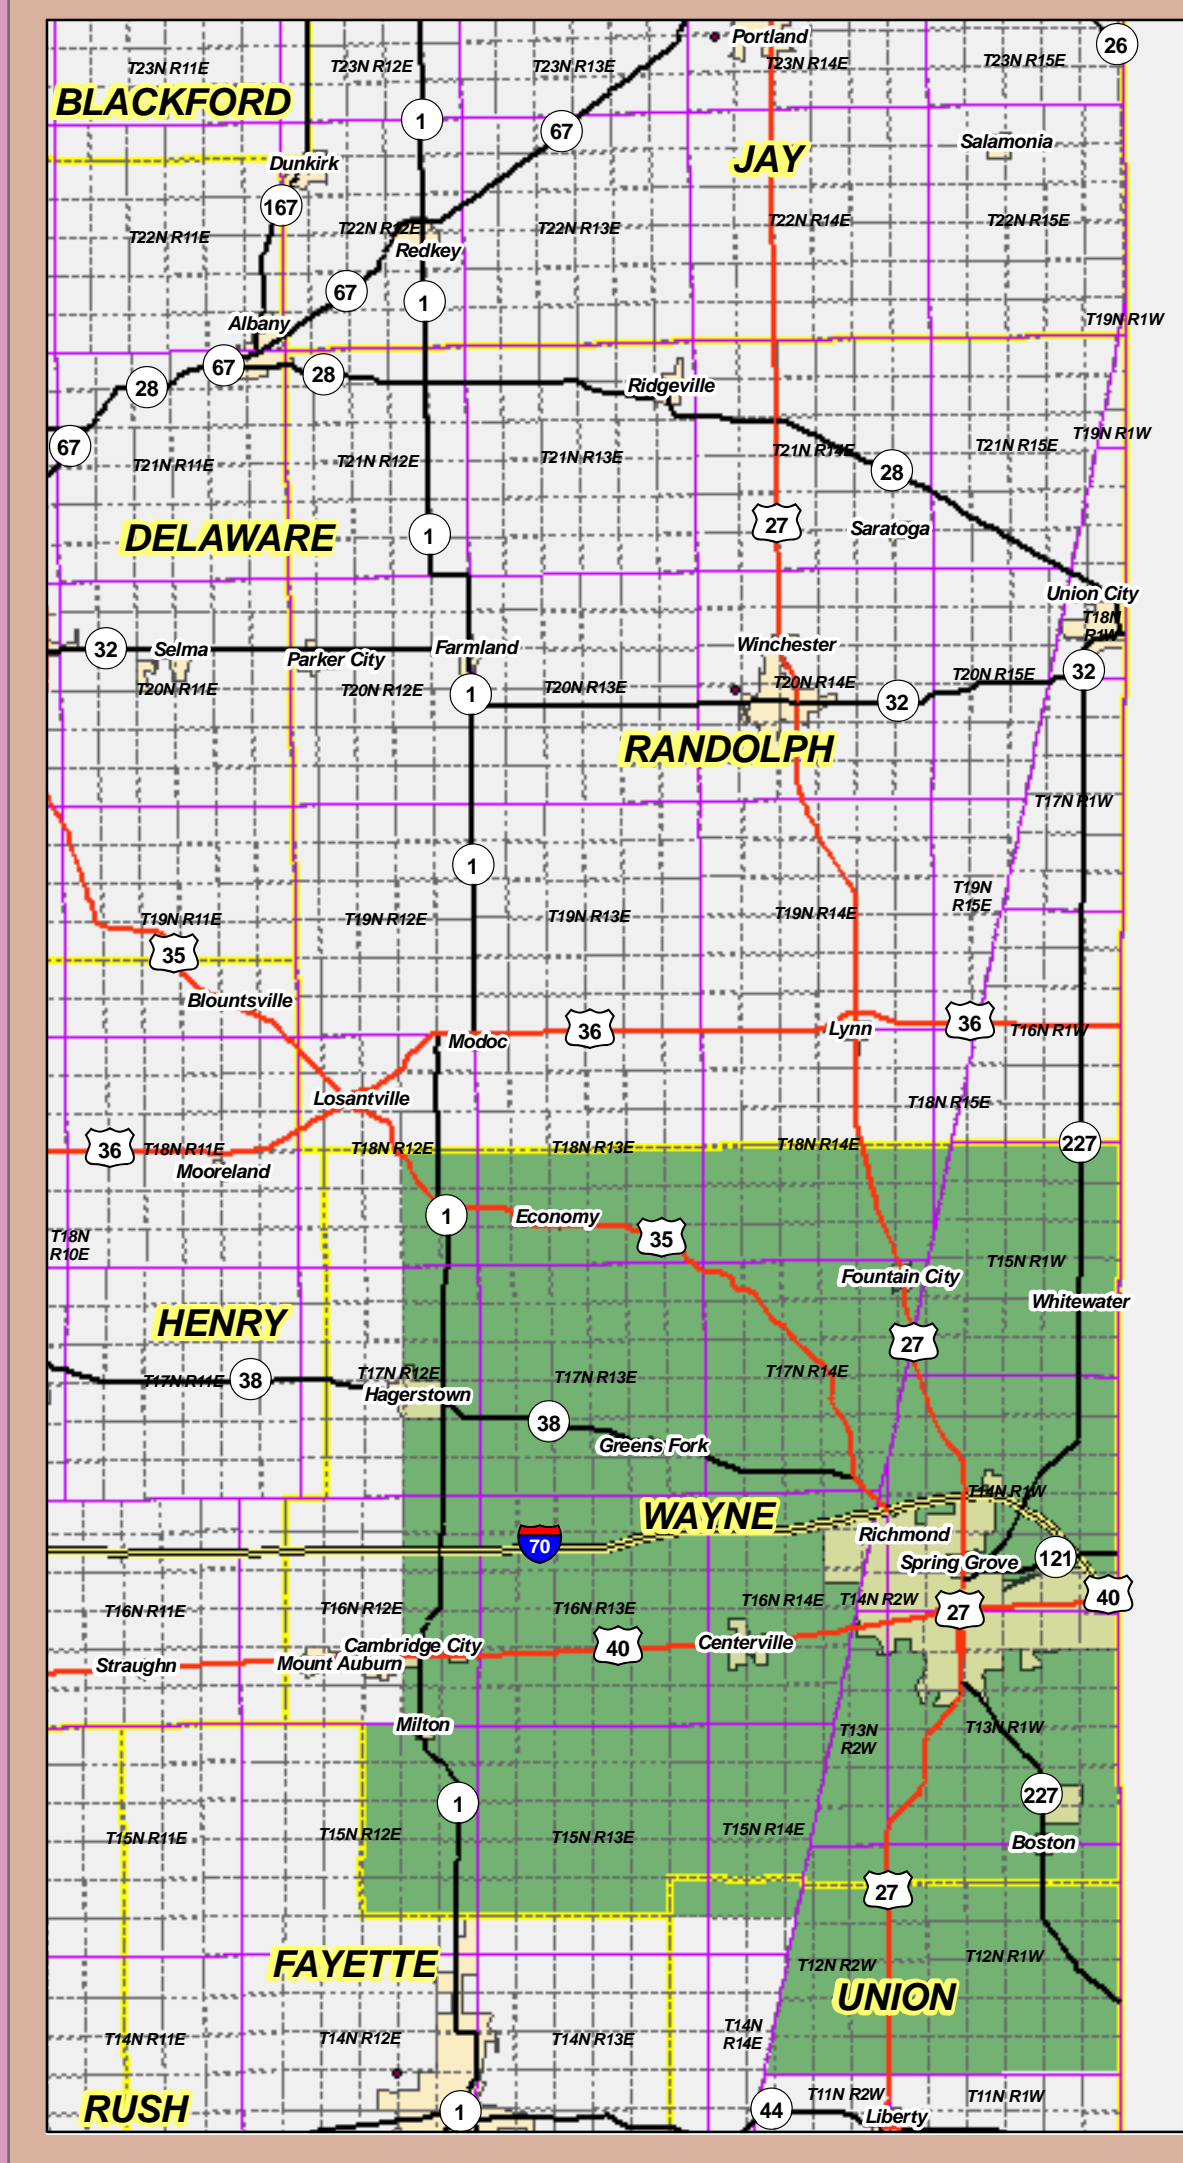 Portland
26
T23N R11E
T23N R12E
T23N R13E
T23N R14E
T23N R15E
BLACKFORD
1
67
Salamonia
Dunkirk
JAY
167
T22N R11E
T22N R12E
T22N R13E
T22N R14E
T22N R15E
Redkey
67
1
Albany
T19N R1W
67
28
28
Ridgeville
67
T21N R11E
T21N R12E
T21N R13E
T21N R14E
T21N R15E
T19N R1W
28
DELAWARE
1
27
Saratoga
Union City
T18N
R1W
32
Selma
Parker City
Farmland
Winchester
32
T20N R11E
T20N R12E
1
T20N R13E
T20N R14E
32
T20N R15E
RANDOLPH
T17N R1W
1
T19N
R15E
T19N R11E
T19N R12E
T19N R13E
T19N R14E
35
Blountsville
36
Lynn
36
T16N R1W
Modoc
Losantville
T18N R15E
36
T18N R11E
T18N R12E
T18N R13E
T18N R14E
227
Mooreland
1
Economy
35
T18N
R10E
T15N R1W
Fountain City
Whitewater
HENRY
27
T17N R11E
38
T17N R12E
T17N R13E
T17N R14E
Hagerstown
38
Greens Fork
T14N R1W
WAYNE
Richmond
70
Spring Grove
121
40
T16N R11E
T16N R12E
T16N R13E
T16N R14E
T14N R2W
27
Cambridge City
40
Centerville
Straughn
Mount Auburn
Milton
T13N
R2W
T13N R1W
1
227
T15N R11E
T15N R12E
T15N R13E
T15N R14E
Boston
27
FAYETTE
T12N R2W
T12N R1W
UNION
T14N R11E
T14N R12E
T14N R13E
T14N
R14E
RUSH
1
44
T11N R2W
T11N R1W
Liberty